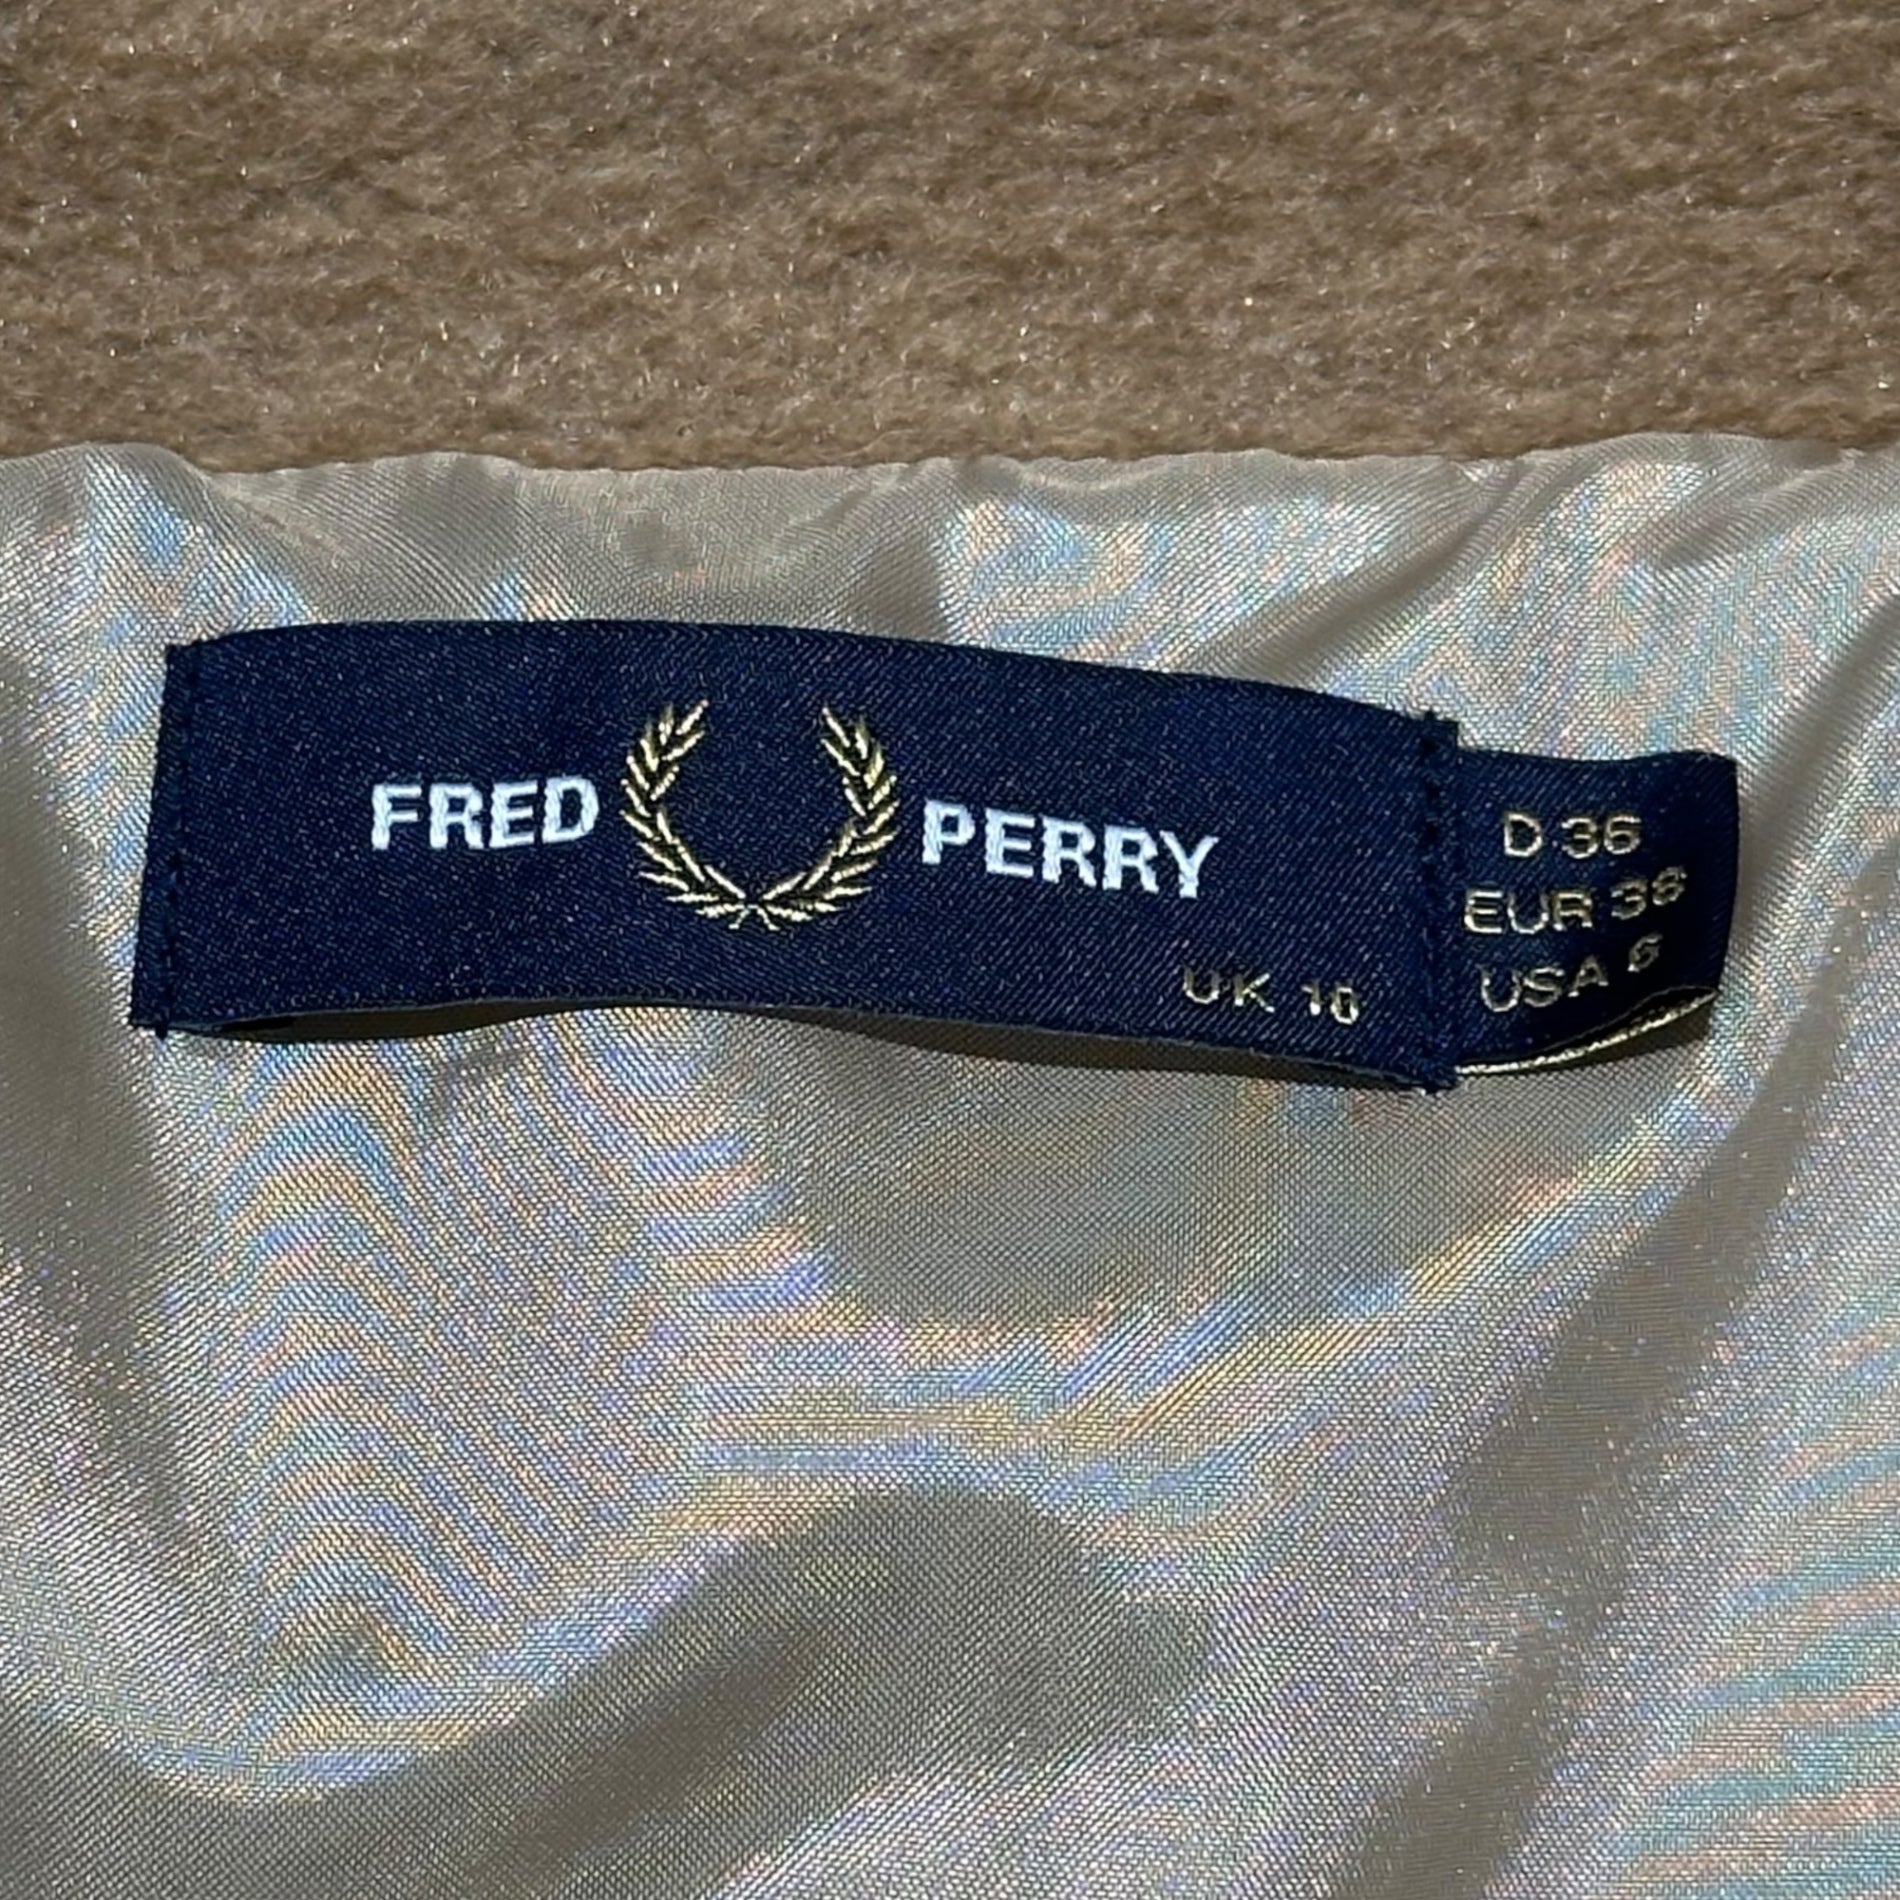 FRED PERRY
UK 10
D 36
EUR 38
USA 6